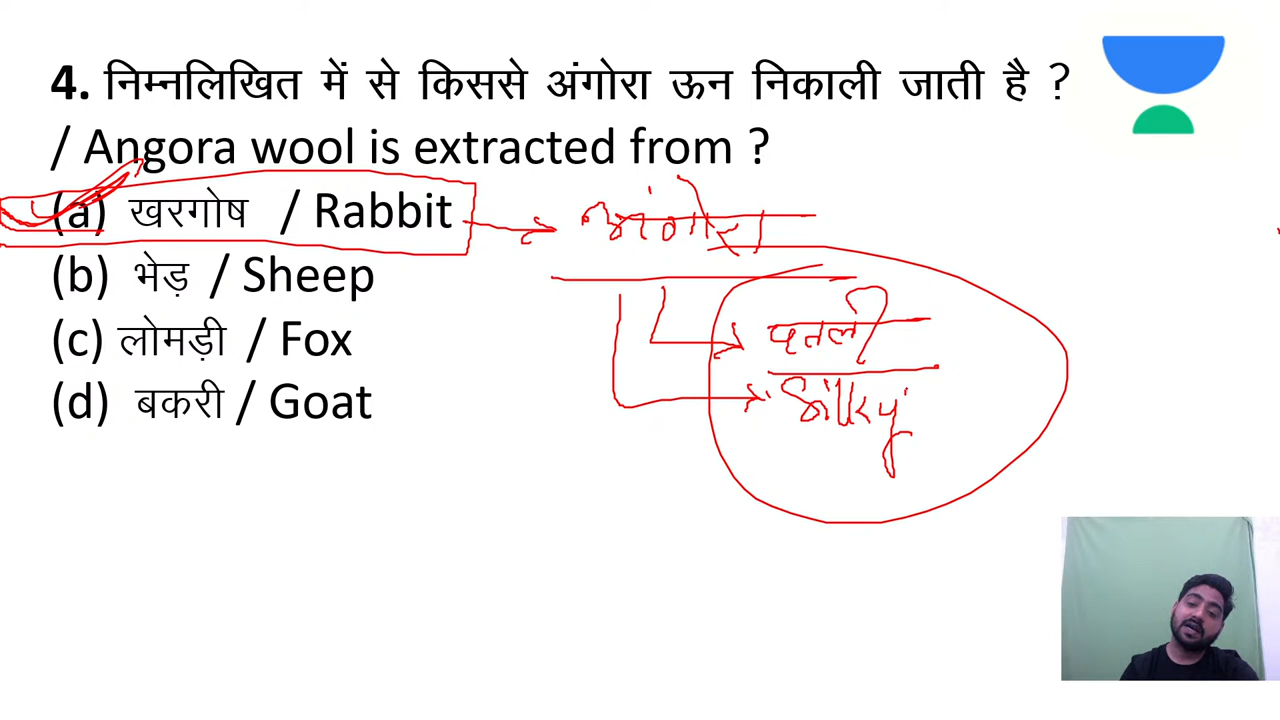 4. निम्नलिखित में से किससे अंगोरा ऊन निकाली जाती है ?
/ Angora wool is extracted from ?
(a) खरगोष / Rabbit
अंगोरा
(b) भेड़ / Sheep
पतली
(c) लोमड़ी / Fox
Silky
(d) बकरी / Goat